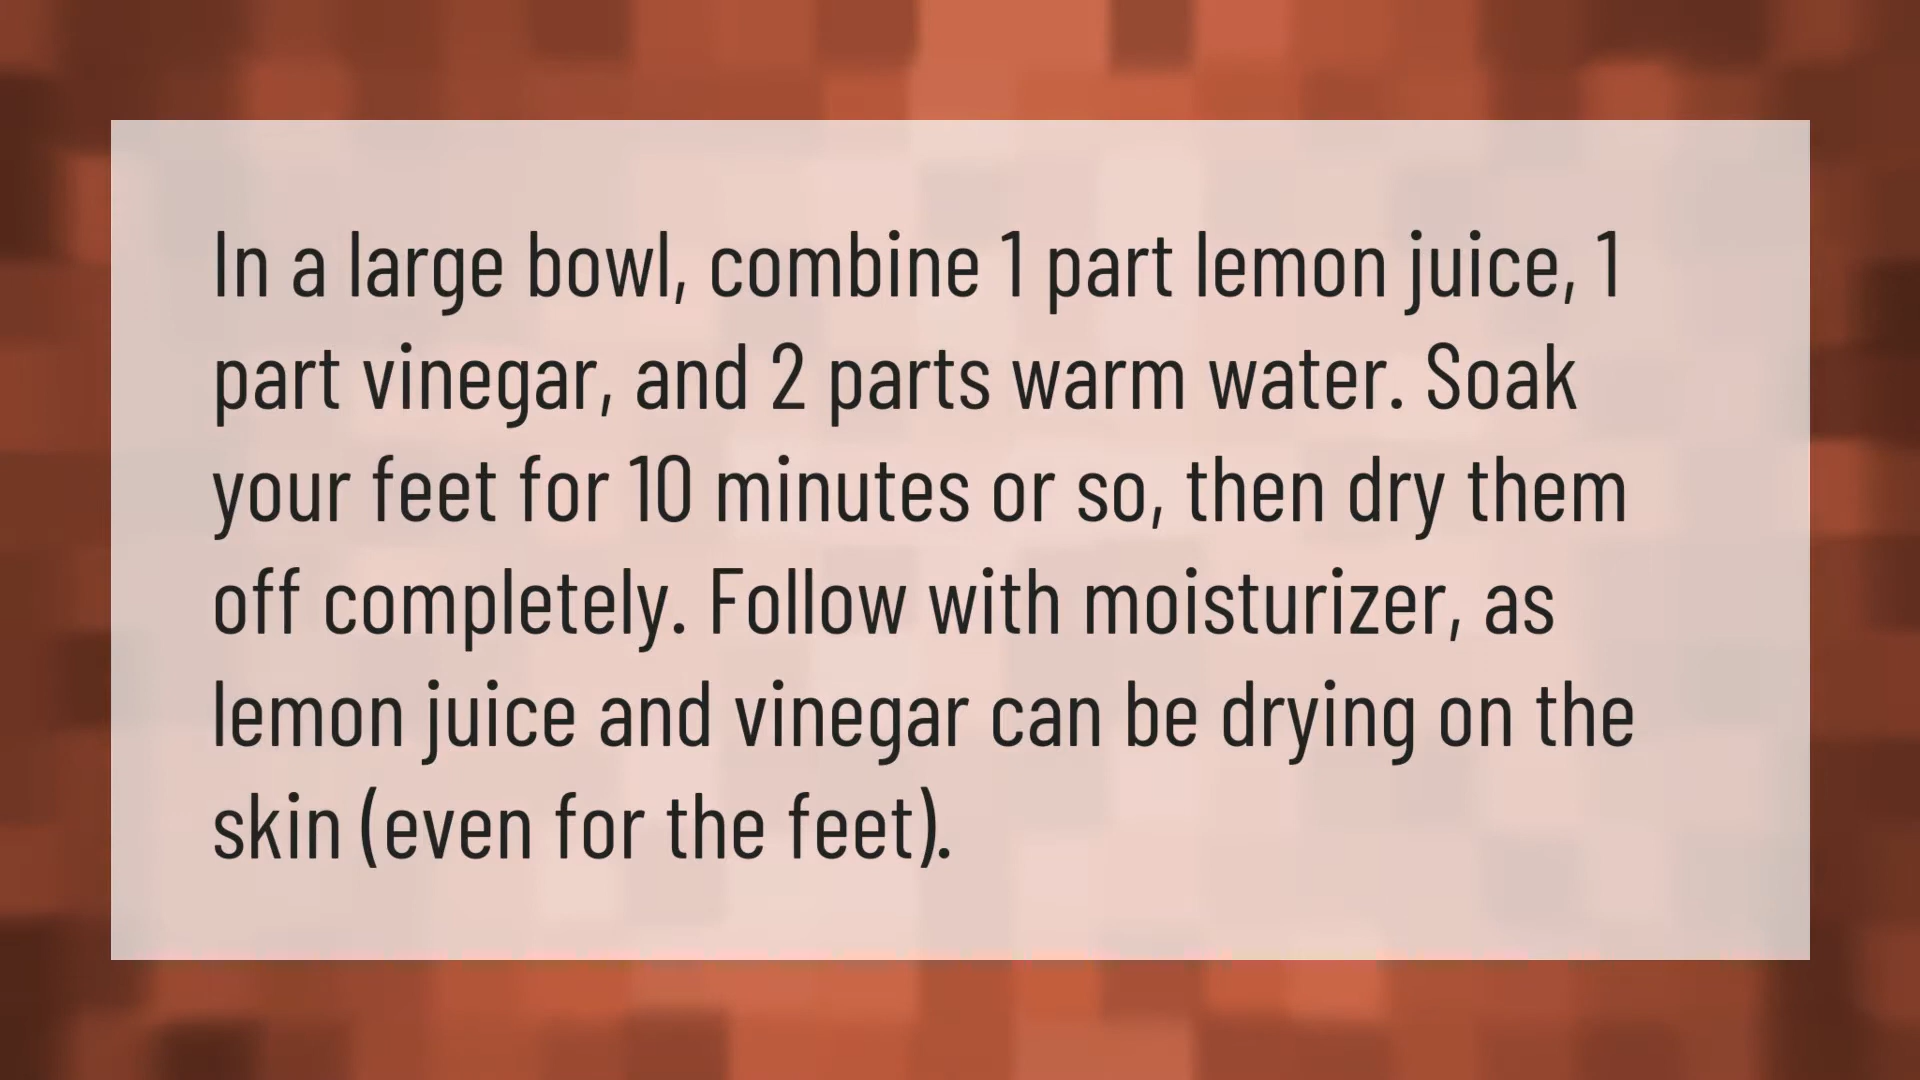 In a large bowl, combine 1 part lemon juice, 1
part vinegar, and 2 parts warm water. Soak
your feet for 10 minutes or so, then dry them
off completely. Follow with moisturizer, as
lemon juice and vinegar can be drying on the
skin (even for the feet).